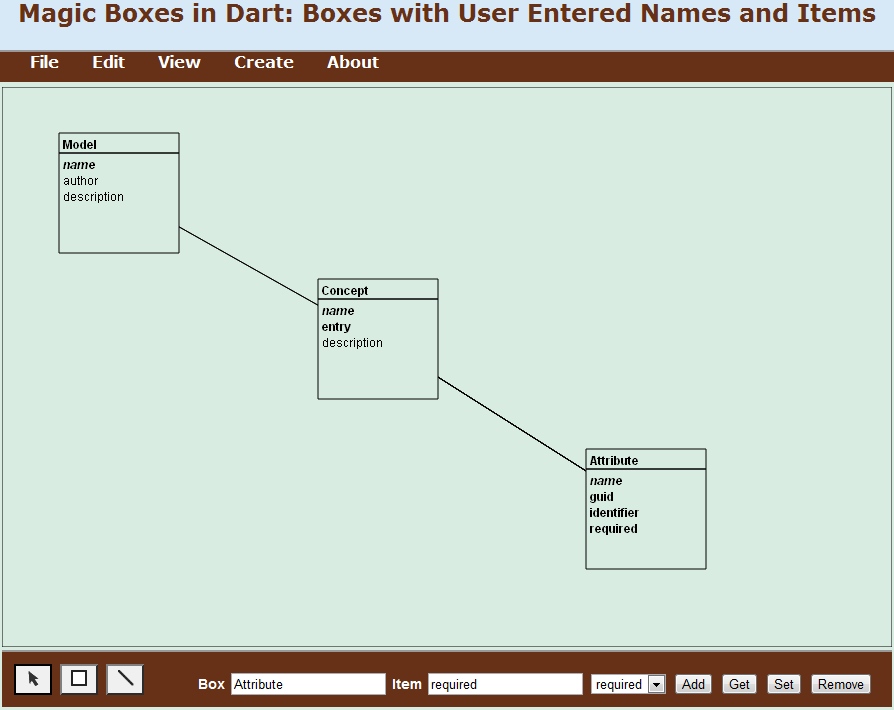 Magic Boxes in Dart: Boxes with User Entered Names and Items
File Edit View Create About
Model
name
author
description
Concept
name
entry
description
Attribute
name
guid
identifier
required
Box Attribute Item required required Add Get Set Remove